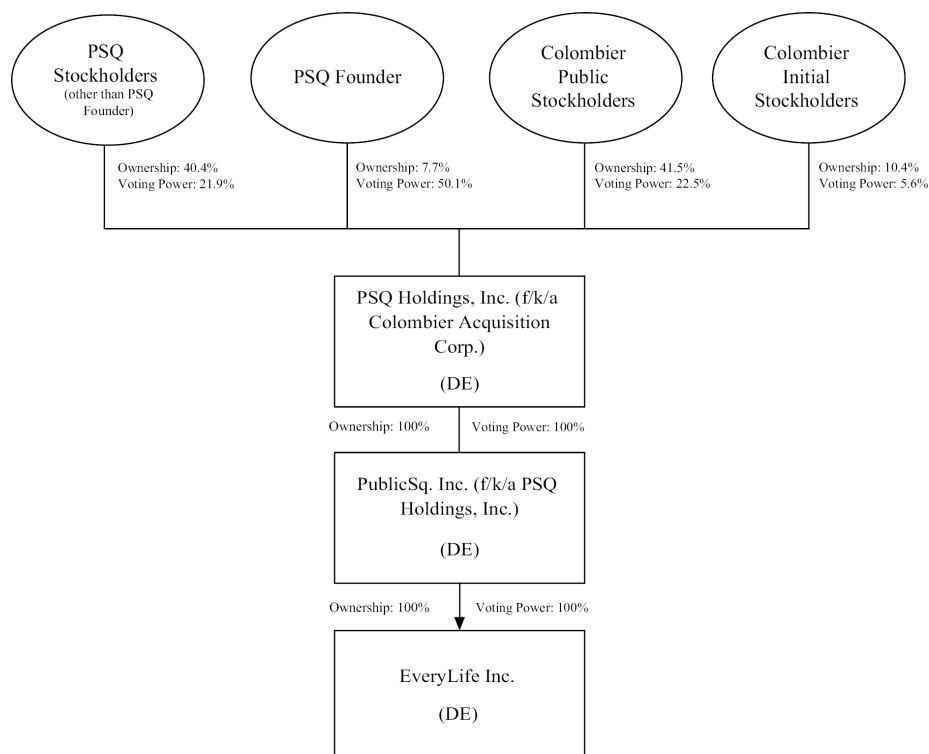 PSQ
Stockholders
(other than PSQ
Founder)
PSQ Founder
Colombier
Public
Stockholders
Colombier
Initial
Stockholders
Ownership: 40.4%
Voting Power: 21.9%
Ownership: 7.7%
Voting Power: 50.1%
Ownership: 41.5%
Voting Power: 22.5%
Ownership: 10.4%
Voting Power: 5.6%
PSQ Holdings, Inc. (f/k/a
Colombier Acquisition
Corp.)
(DE)
Ownership: 100%
Voting Power: 100%
PublicSq. Inc. (f/k/a PSQ
Holdings, Inc.)
(DE)
Ownership: 100%
Voting Power: 100%
EveryLife Inc.
(DE)